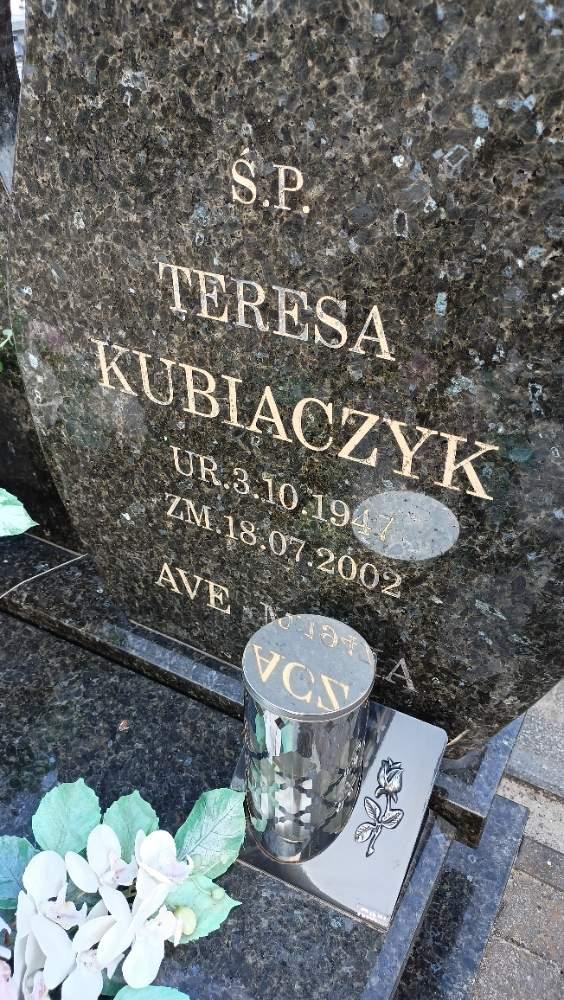 Ś.P.
TERESA
KUBIACZYK
UR.3.10.1947
ZM.18.07.2002
AVE